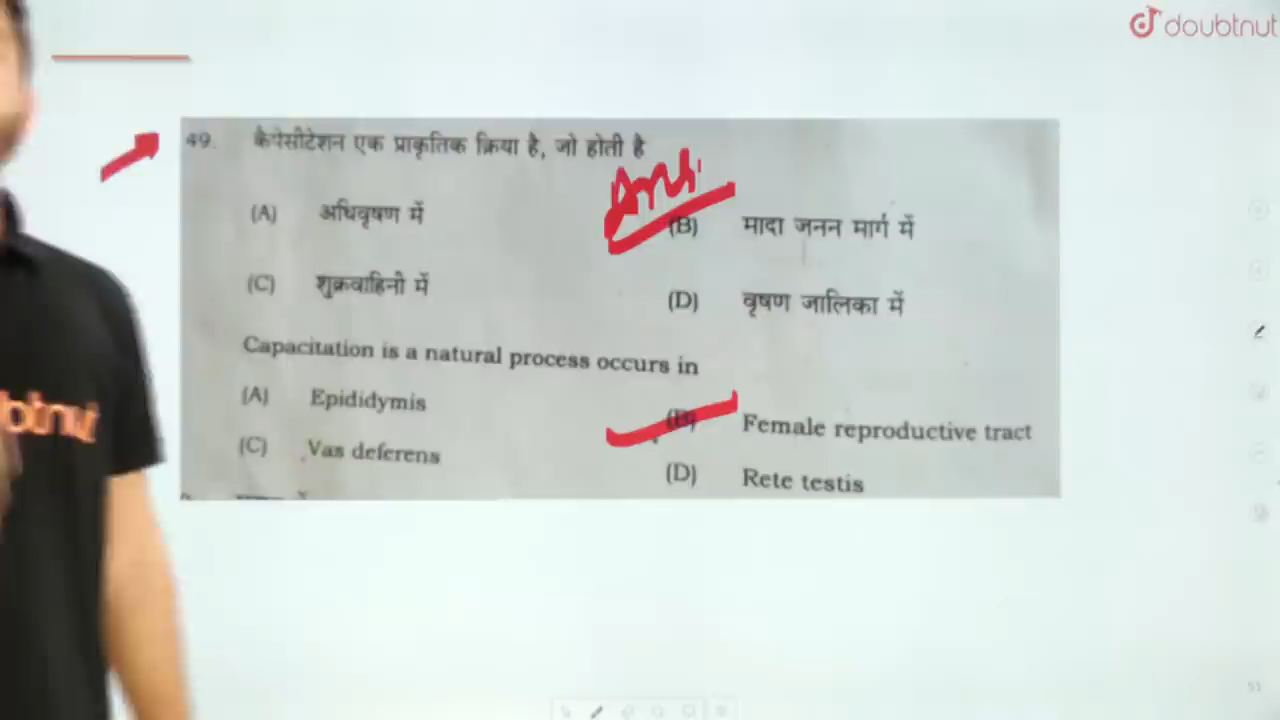 doubtnut
49. कैपेसीटेशन एक प्राकृतिक क्रिया है, जो होती है
Ans.
(A) अधिवृषण में (B) मादा जनन मार्ग में
(C) शुक्रवाहिनी में (D) वृषण जालिका में
Capacitation is a natural process occurs in
(A) Epididymis (B) Female reproductive tract
(C) Vas deferens (D) Rete testis